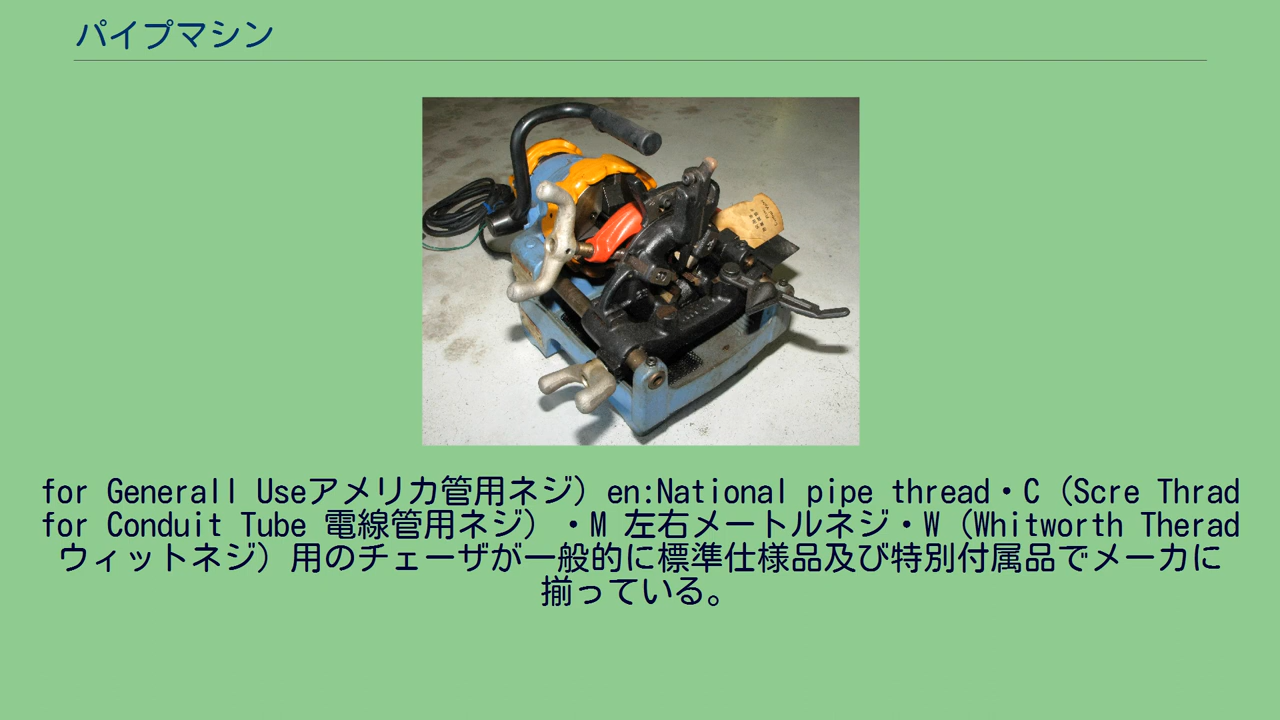 パイプマシン
for Generall Useアメリカ管用ネジ）en:National pipe thread・C（Scre Thrad
for Conduit Tube 電線管用ネジ）・M 左右メートルネジ・W（Whitworth Therad
ウィットネジ）用のチェーザが一般的に標準仕様品及び特別付属品でメーカに
揃っている。